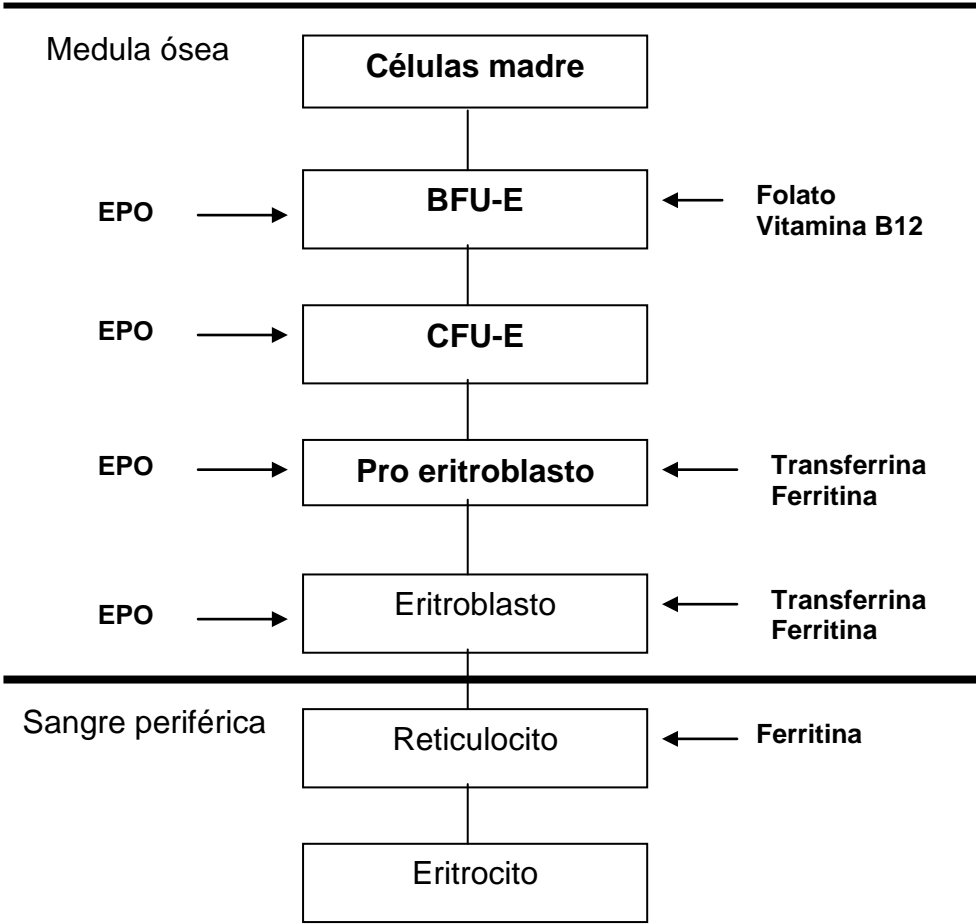 Medula ósea
Células madre
EPO
BFU-E
Folato
Vitamina B12
EPO
CFU-E
EPO
Pro eritroblasto
Transferrina
Ferritina
EPO
Eritroblasto
Transferrina
Ferritina
Sangre periférica
Reticulocito
Ferritina
Eritrocito